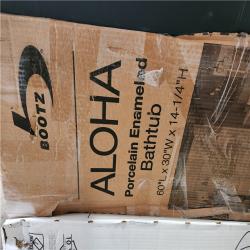 BOOTZ
ALOHA
Porcelain Enameled
Bathtub
60"L x 30"W x 14-1/4"H